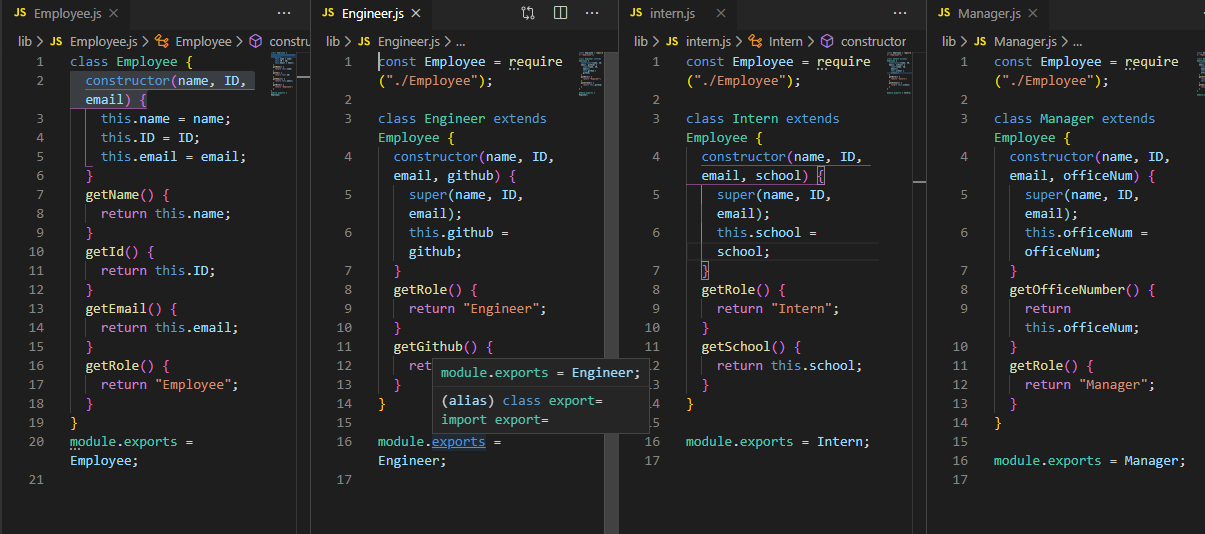 JS Employee.js ×
lib > JS Employee.js > Employee > constru
1 class Employee {
2 constructor(name, ID,
email) {
3 this.name = name;
4 this.ID = ID;
5 this.email = email;
6 }
7 getName() {
8 return this.name;
9 }
10 getId() {
11 return this.ID;
12 }
13 getEmail() {
14 return this.email;
15 }
16 getRole() {
17 return "Employee";
18 }
19 }
20 module.exports =
Employee;
21
JS Engineer.js ×
lib > JS Engineer.js > ...
1 const Employee = require
("./Employee");
2
3 class Engineer extends
Employee {
4 constructor(name, ID,
email, github) {
5 super(name, ID,
email);
6 this.github =
github;
7 }
8 getRole() {
9 return "Engineer";
10 }
11 getGithub() {
12 ret
13 }
14 }
15
16 module.exports =
Engineer;
17
module.exports = Engineer;
(alias) class export=
import export=
JS intern.js ×
lib > JS intern.js > Intern > constructor
1 const Employee = require
("./Employee");
2
3 class Intern extends
Employee {
4 constructor(name, ID,
email, school) {
5 super(name, ID,
email);
6 this.school =
school;
7 }
8 getRole() {
9 return "Intern";
10 }
11 getSchool() {
12 return this.school;
13 }
14 }
15
16 module.exports = Intern;
17
JS Manager.js ×
lib > JS Manager.js > ...
1 const Employee = require
("./Employee");
2
3 class Manager extends
Employee {
4 constructor(name, ID,
email, officeNum) {
5 super(name, ID,
email);
6 this.officeNum =
officeNum;
7 }
8 getOfficeNumber() {
9 return
this.officeNum;
10 }
11 getRole() {
12 return "Manager";
13 }
14 }
15
16 module.exports = Manager;
17